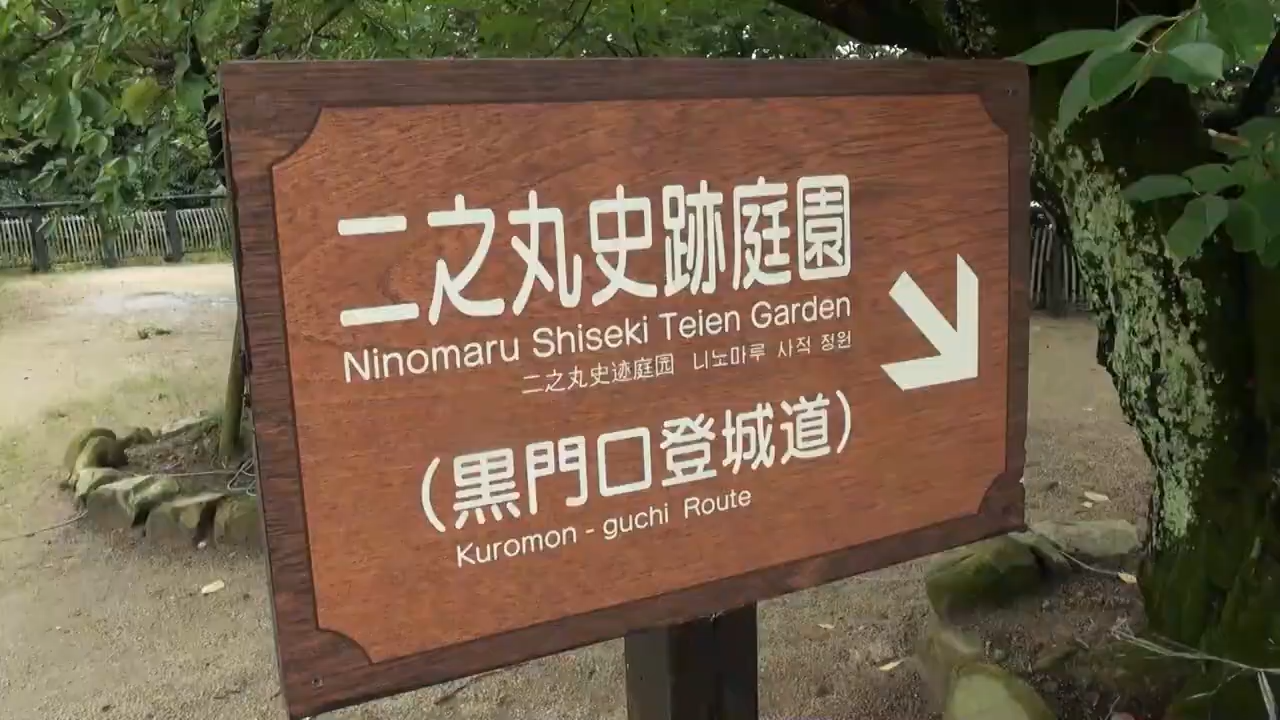 二之丸史跡庭園
Ninomaru Shiseki Teien Garden
二之丸史迹庭园 니노마루 사적 정원
(黒門口登城道)
Kuromon - guchi Route